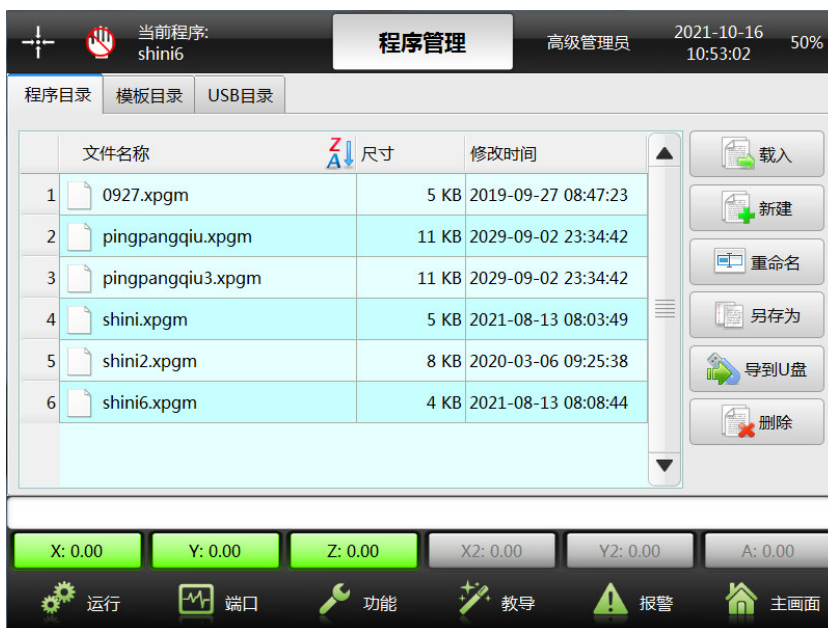 当前程序:
shini6
程序管理
高级管理员
2021-10-16
10:53:02
50%
程序目录 模板目录 USB目录
文件名称 Z A 尺寸 修改时间
1 0927.xpgm 5 KB 2019-09-27 08:47:23
2 pingpangqiu.xpgm 11 KB 2029-09-02 23:34:42
3 pingpangqiu3.xpgm 11 KB 2029-09-02 23:34:42
4 shini.xpgm 5 KB 2021-08-13 08:03:49
5 shini2.xpgm 8 KB 2020-03-06 09:25:38
6 shini6.xpgm 4 KB 2021-08-13 08:08:44
载入
新建
重命名
另存为
导到U盘
删除
X: 0.00 Y: 0.00 Z: 0.00 X2: 0.00 Y2: 0.00 A: 0.00
运行 端口 功能 教导 报警 主画面